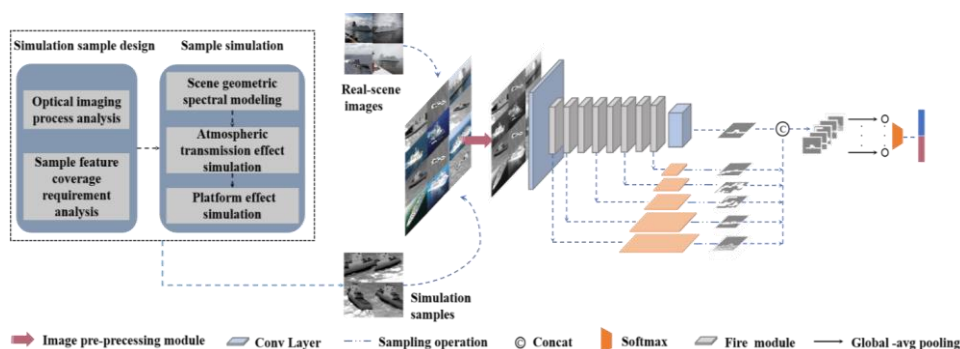 Simulation sample design
Sample simulation
Optical imaging
process analysis
Sample feature
coverage
requirement
analysis
Scene geometric
spectral modeling
Atmospheric
transmission effect
simulation
Platform effect
simulation
Real-scene
images
Simulation
samples
©
Image pre-precessing module
Conv Layer
Sampling operation
© Concat
Softmax
Fire module
Global -avg pooling